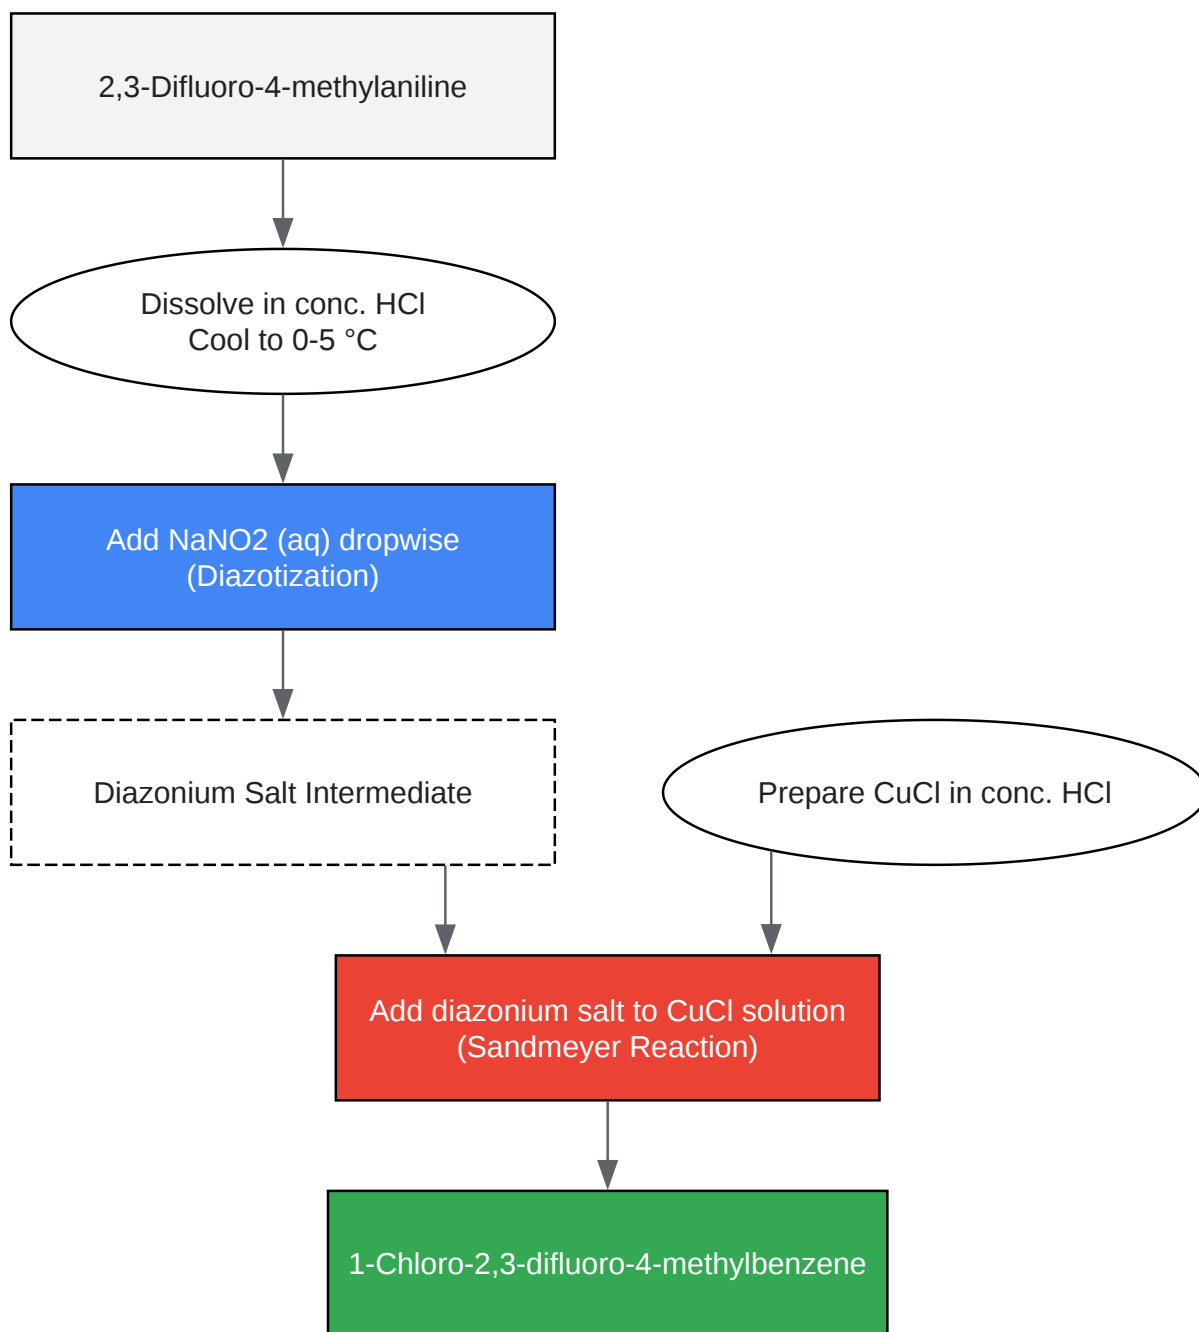 2,3-Difluoro-4-methylaniline
Dissolve in conc. HCl
Cool to 0-5 °C
Add NaNO2 (aq) dropwise
(Diazotization)
Diazonium Salt Intermediate
Prepare CuCl in conc. HCl
Add diazonium salt to CuCl solution
(Sandmeyer Reaction)
1-Chloro-2,3-difluoro-4-methylbenzene